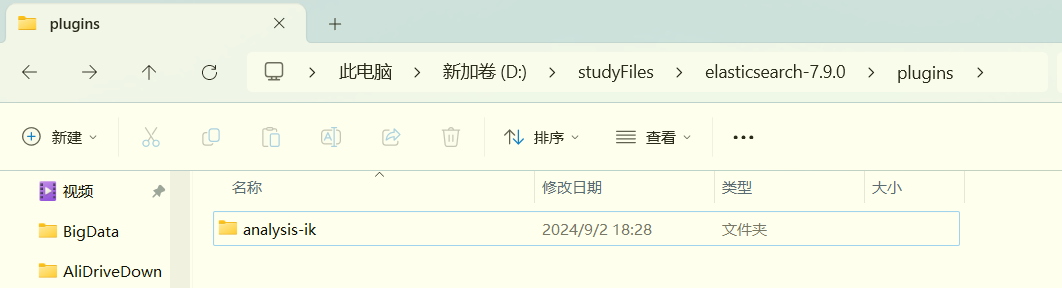 plugins
此电脑 新加卷 (D:) studyFiles elasticsearch-7.9.0 plugins
新建 排序 查看
名称 修改日期 类型 大小
视频
BigData
AliDriveDown
analysis-ik 2024/9/2 18:28 文件夹